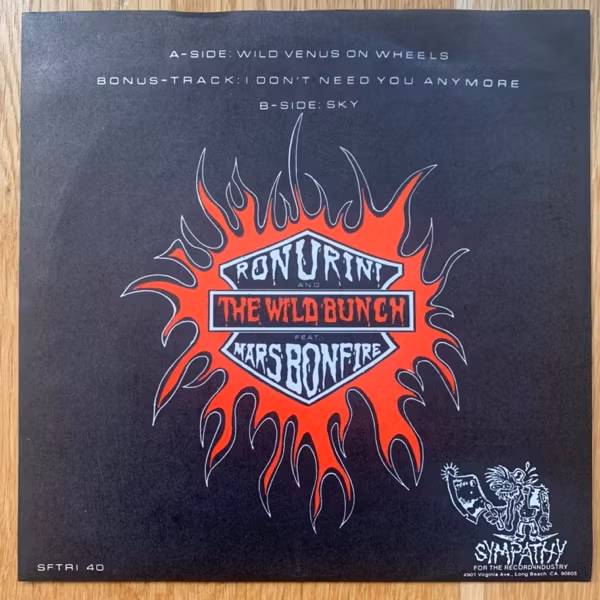 A-SIDE: WILD VENUS ON WHEELS
BONUS-TRACK: I DON'T NEED YOU ANYMORE
B-SIDE: SKY
RON URINI
AND
THE WILD BUNCH
FEAT.
MARS BONFIRE
SYMPATHY
FOR THE RECORD INDUSTRY
4901 Virginia Ave., Long Beach CA. 90805
SFTRI 40